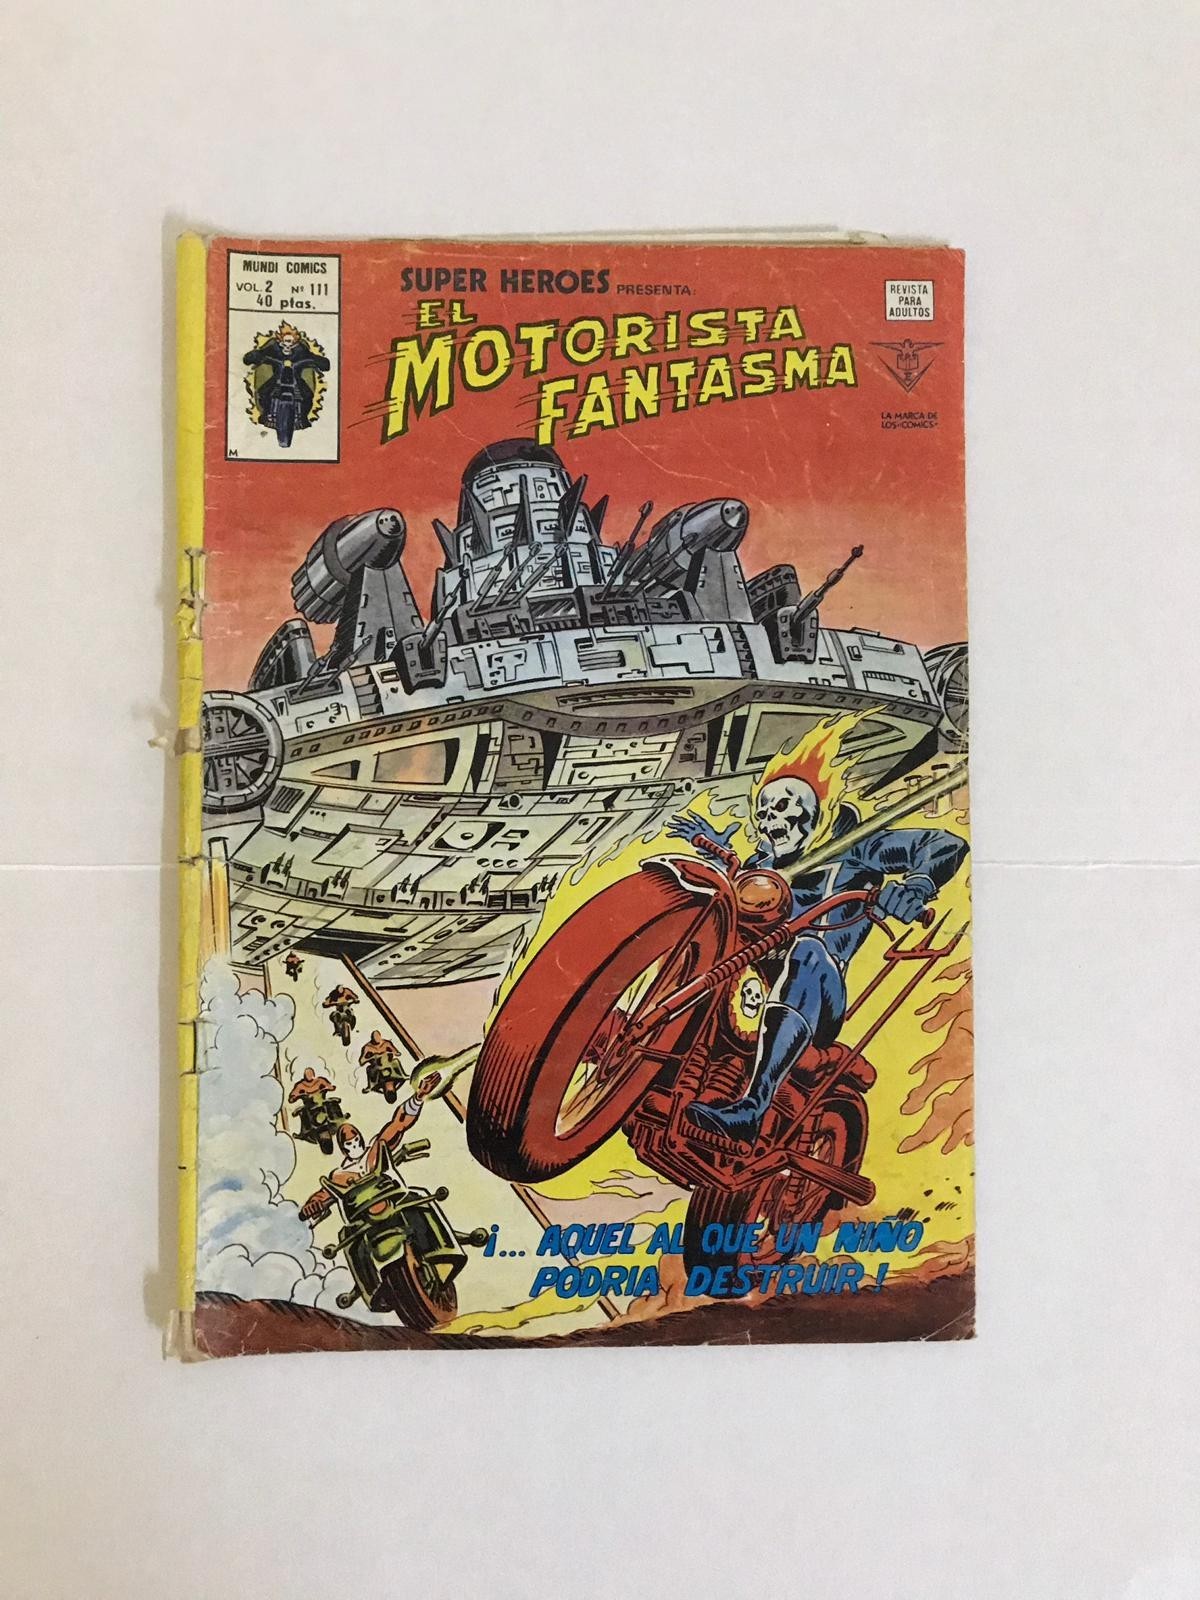 MUNDI COMICS
VOL.2 Nº 111
40 ptas.
M
SUPER HEROES PRESENTA:
EL
MOTORISTA
FANTASMA
REVISTA
PARA
ADULTOS
LA MARCA DE
LOS «COMICS»
¡... AQUEL AL QUE UN NIÑO
PODRIA DESTRUIR!